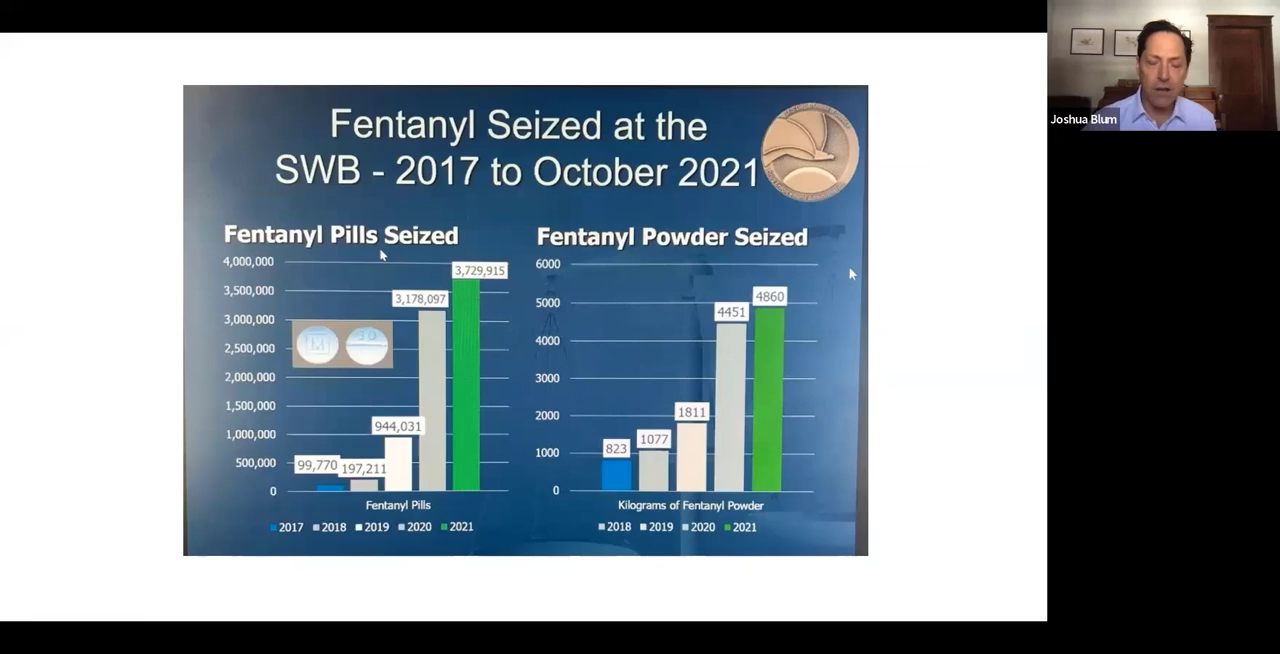 Joshua Blum
Fentanyl Seized at the
SWB - 2017 to October 2021
Fentanyl Pills Seized
4,000,000
3,500,000
3,000,000
2,500,000
2,000,000
1,500,000
1,000,000
500,000
0
99,770
197,211
944,031
3,178,097
3,729,915
M
30
Fentanyl Pills
2017 2018 2019 2020 2021
Fentanyl Powder Seized
6000
5000
4000
3000
2000
1000
0
823
1077
1811
4451
4860
Kilograms of Fentanyl Powder
2018 2019 2020 2021